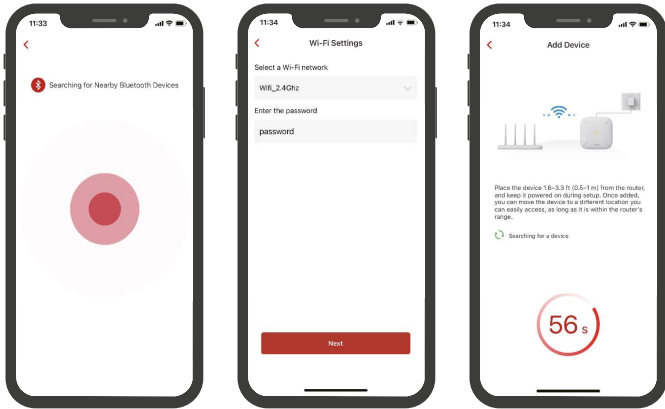 11:33
Searching for Nearby Bluetooth Devices
11:34
Wi-Fi Settings
Select a Wi-Fi network
Wifi_2.4Ghz
Enter the password
password
Next
11:34
Add Device
Place the device 1.6-3.3 ft (0.5-1 m) from the router,
and keep it powered on during setup. Once added,
you can move the device to a different location you
can easily access, as long as it is within the router's
range.
Searching for a device
56 s